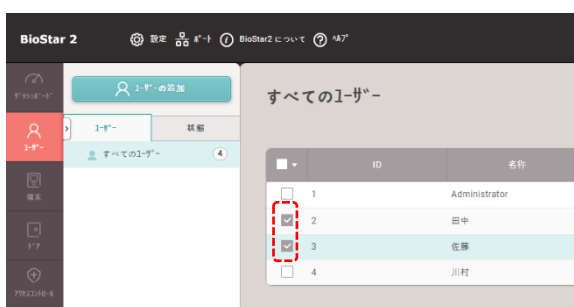 BioStar 2
設定
ﾎﾟｰﾄ
BioStar2 について
ﾍﾙﾌﾟ
ﾀﾞｯｼｭﾎﾞｰﾄﾞ
ﾕｰｻﾞｰの追加
すべてのﾕｰｻﾞｰ
ﾕｰｻﾞｰ
ﾕｰｻﾞｰ 状態
すべてのﾕｰｻﾞｰ 4
ID 名称
端末
1 Administrator
2 田中
ﾄﾞｱ
3 佐藤
4 川村
ｱｸｾｽｺﾝﾄﾛｰﾙ